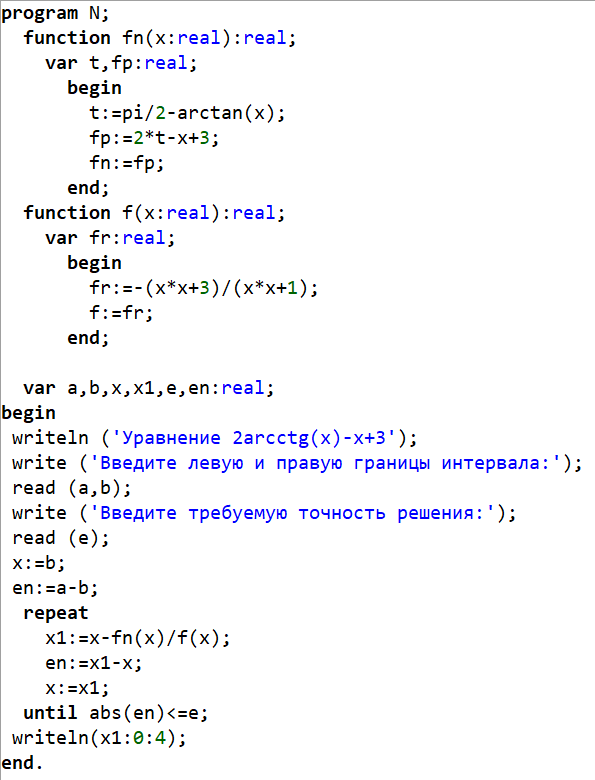 program N;
  function fn(x:real):real;
    var t,fp:real;
      begin
        t:=pi/2-arctan(x);
        fp:=2*t-x+3;
        fn:=fp;
      end;
  function f(x:real):real;
    var fr:real;
      begin
        fr:=-(x*x+3)/(x*x+1);
        f:=fr;
      end;
  var a,b,x,x1,e,en:real;
begin
 writeln ('Уравнение 2arcctg(x)-x+3');
 write ('Введите левую и правую границы интервала:');
 read (a,b);
 write ('Введите требуемую точность решения:');
 read (e);
 x:=b;
 en:=a-b;
  repeat
    x1:=x-fn(x)/f(x);
    en:=x1-x;
    x:=x1;
  until abs(en)<=e;
 writeln(x1:0:4);
end.